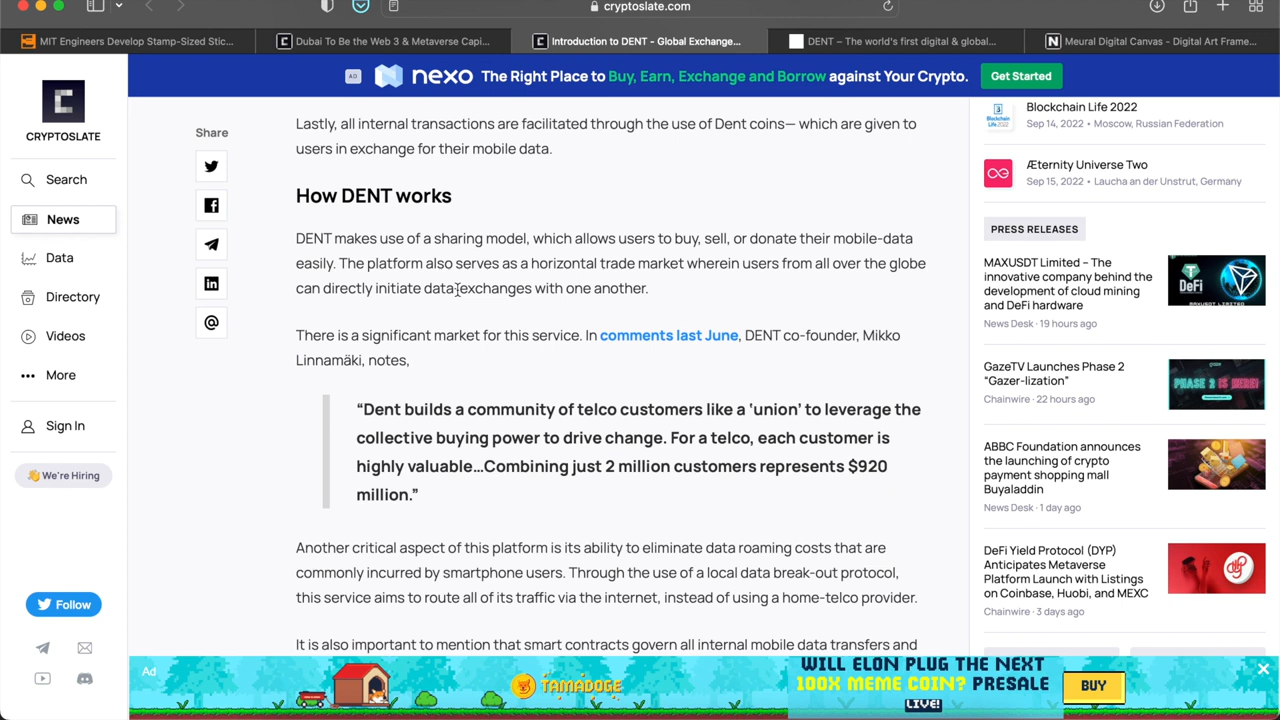 cryptoslate.com
MIT Engineers Develop Stamp-Sized Stic...
Dubai To Be the Web 3 & Metaverse Capi...
Introduction to DENT - Global Exchange...
DENT – The world's first digital & global...
Meural Digital Canvas - Digital Art Frame...
CRYPTOSLATE
Search
News
Data
Directory
Videos
More
Sign In
👋 We're Hiring
Follow
AD
nexo
The Right Place to Buy, Earn, Exchange and Borrow against Your Crypto.
Get Started
Share
Lastly, all internal transactions are facilitated through the use of Dent coins— which are given to
users in exchange for their mobile data.
How DENT works
DENT makes use of a sharing model, which allows users to buy, sell, or donate their mobile-data
easily. The platform also serves as a horizontal trade market wherein users from all over the globe
can directly initiate data-exchanges with one another.
There is a significant market for this service. In comments last June, DENT co-founder, Mikko
Linnamäki, notes,
“Dent builds a community of telco customers like a ‘union’ to leverage the
collective buying power to drive change. For a telco, each customer is
highly valuable…Combining just 2 million customers represents $920
million.”
Another critical aspect of this platform is its ability to eliminate data roaming costs that are
commonly incurred by smartphone users. Through the use of a local data break-out protocol,
this service aims to route all of its traffic via the internet, instead of using a home-telco provider.
It is also important to mention that smart contracts govern all internal mobile data transfers and
Blockchain Life 2022
Sep 14, 2022 • Moscow, Russian Federation
Æternity Universe Two
Sep 15, 2022 • Laucha an der Unstrut, Germany
PRESS RELEASES
MAXUSDT Limited – The
innovative company behind the
development of cloud mining
and DeFi hardware
News Desk · 19 hours ago
DeFi
GazeTV Launches Phase 2
“Gazer-lization”
Chainwire · 22 hours ago
PHASE 2 IS HERE!
ABBC Foundation announces
the launching of crypto
payment shopping mall
Buyaladdin
News Desk · 1 day ago
DeFi Yield Protocol (DYP)
Anticipates Metaverse
Platform Launch with Listings
on Coinbase, Huobi, and MEXC
Chainwire · 3 days ago
Ad
TAMADOGE
WILL ELON PLUG THE NEXT
100X MEME COIN? PRESALE
LIVE!
BUY